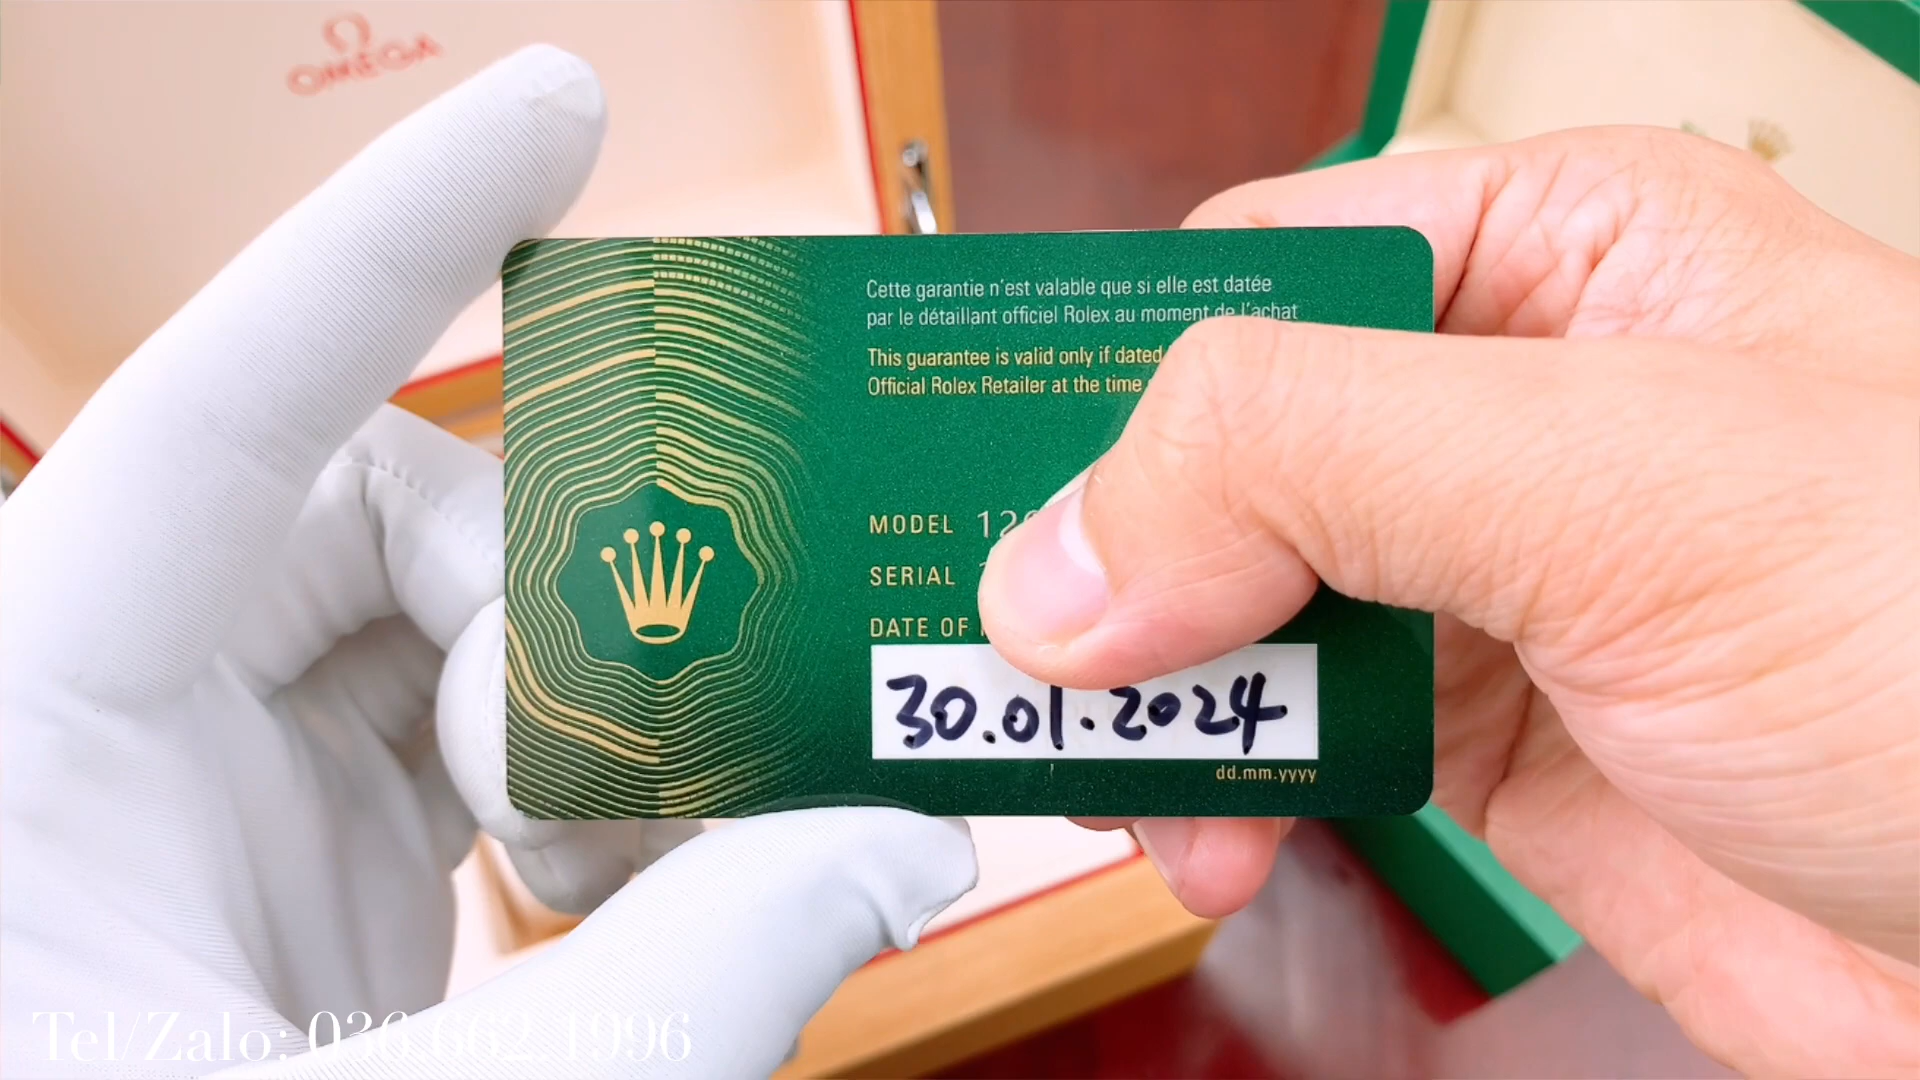 Ω
OMEGA
Cette garantie n'est valable que si elle est datée
par le détaillant officiel Rolex au moment de l'achat
This guarantee is valid only if dated
Official Rolex Retailer at the time
MODEL 12
SERIAL
DATE OF
30.01.2024
dd.mm.yyyy
Tel/Zalo: 036.662.1996